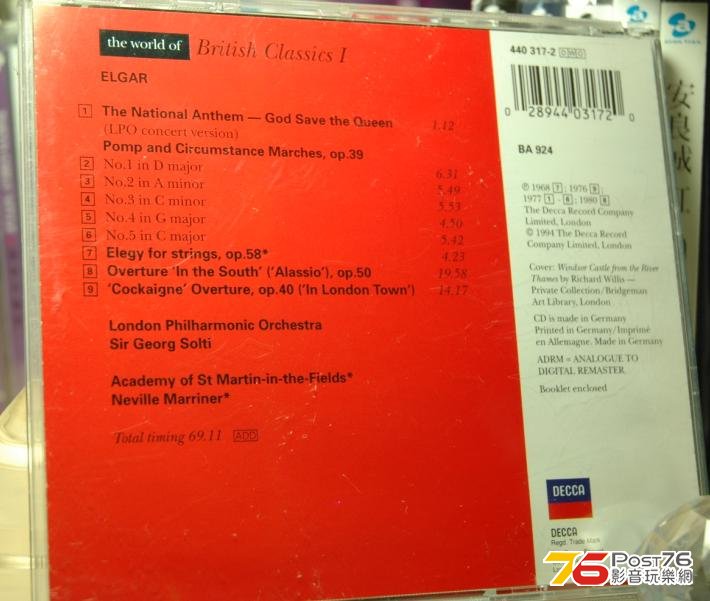 the world of British Classics I
ELGAR
1 The National Anthem — God Save the Queen 1.12
(LPO concert version)
Pomp and Circumstance Marches, op.39
2 No.1 in D major 6.31
3 No.2 in A minor 5.49
4 No.3 in C minor 5.53
5 No.4 in G major 4.50
6 No.5 in C major 5.42
7 Elegy for strings, op.58* 4.23
8 Overture 'In the South' ('Alassio'), op.50 19.58
9 'Cockaigne' Overture, op.40 ('In London Town') 14.17
London Philharmonic Orchestra
Sir Georg Solti
Academy of St Martin-in-the-Fields*
Neville Marriner*
Total timing 69.11 ADD
440 317-2
0 28944 03172 0
BA 924
℗ 1968 7; 1976 9;
1977 1 - 6; 1980 8
The Decca Record Company
Limited, London
© 1994 The Decca Record
Company Limited, London
Cover: Windsor Castle from the River
Thames by Richard Willis —
Private Collection/Bridgeman
Art Library, London
CD is made in Germany
Printed in Germany/Imprimé
en Allemagne. Made in Germany
ADRM = ANALOGUE TO
DIGITAL REMASTER.
Booklet enclosed
DECCA
DECCA
Regd. Trade Mark
76 POST76
影音玩樂網
安良城紅